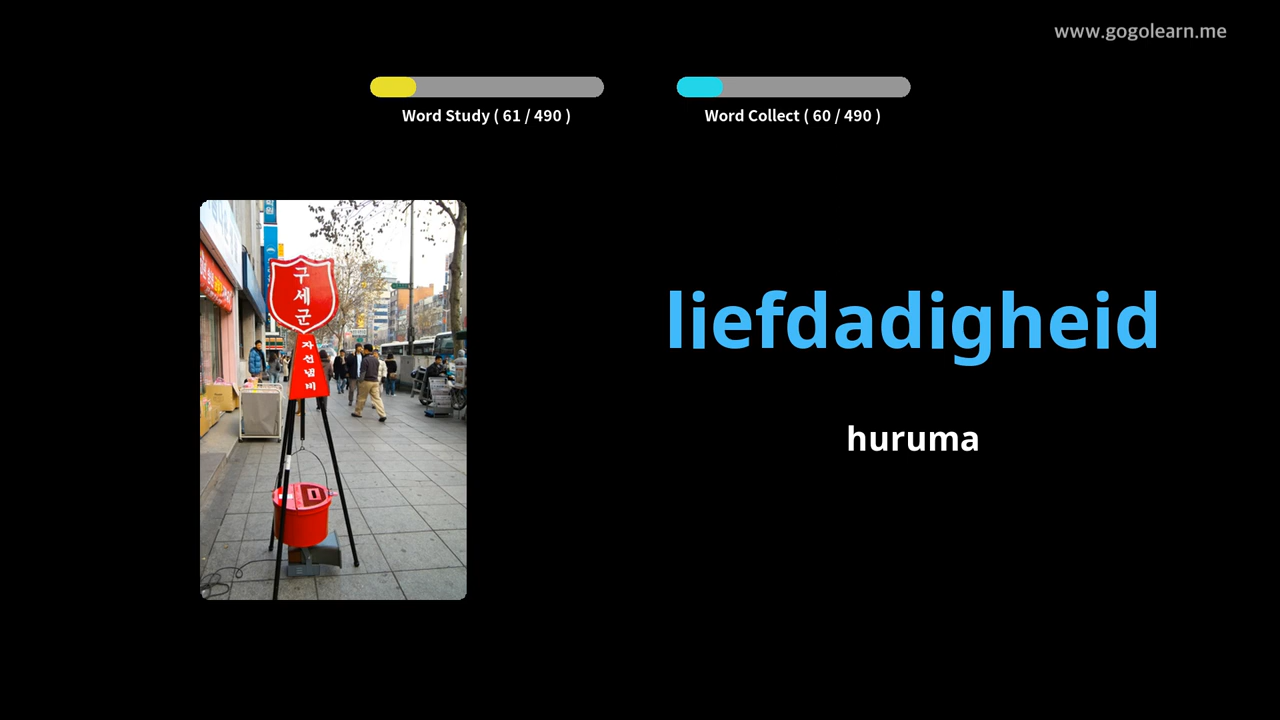 www.gogolearn.me
Word Study ( 61 / 490 )
Word Collect ( 60 / 490 )
구
세
군
자
선
냄
비
liefdadigheid
huruma